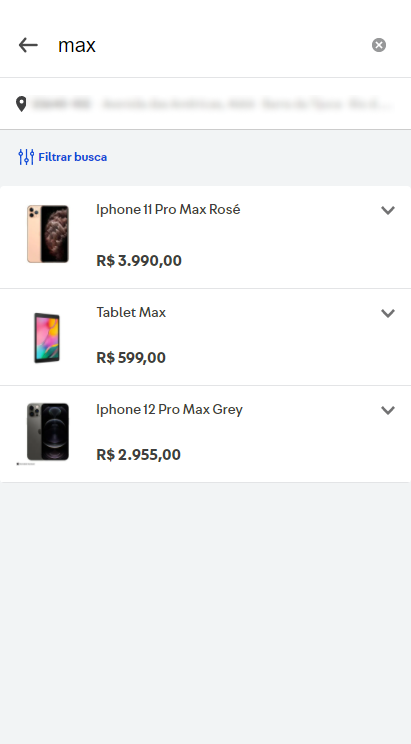 max
Filtrar busca
Iphone 11 Pro Max Rosé
R$ 3.990,00
Tablet Max
R$ 599,00
Iphone 12 Pro Max Grey
R$ 2.955,00